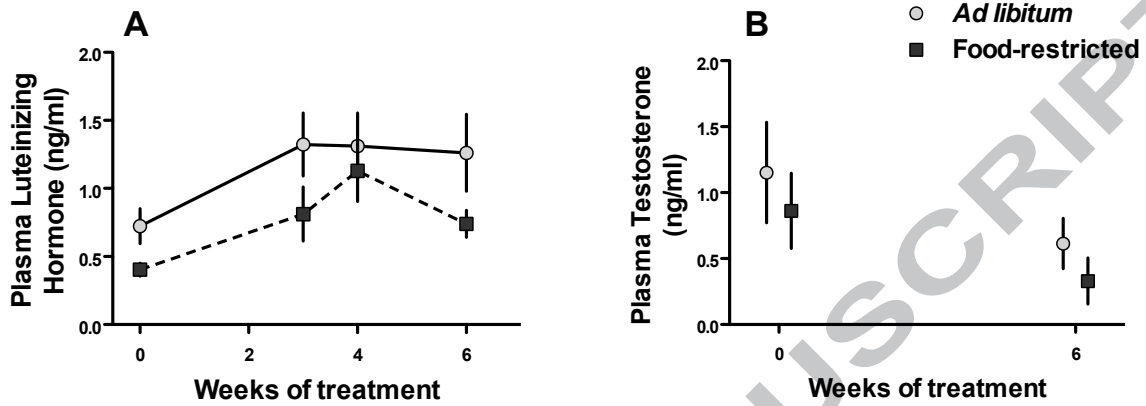 A
2.0
1.5
1.0
0.5
0.0
Plasma Luteinizing
Hormone (ng/ml)
0 2 4 6
Weeks of treatment
B
Ad libitum
Food-restricted
2.0
1.5
1.0
0.5
0.0
Plasma Testosterone
(ng/ml)
0 6
Weeks of treatment
USCRIPT